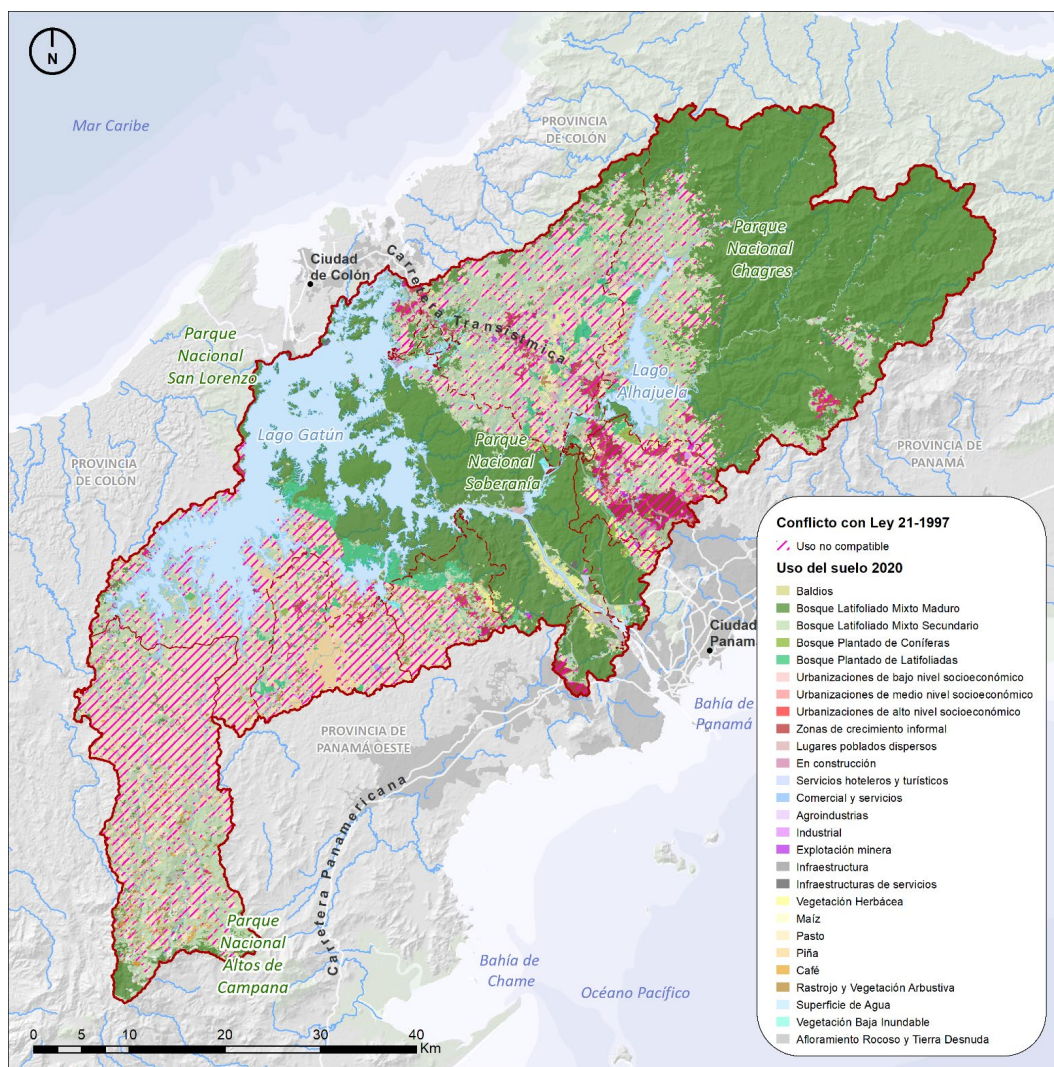 N
Mar Caribe
PROVINCIA
DE COLÓN
Parque
Nacional
Chagres
Ciudad
de Colón
Carretera Transísmica
Parque
Nacional
San Lorenzo
Lago
Alhajuela
Lago Gatún
Parque
Nacional
Soberanía
PROVINCIA DE
PANAMÁ
PROVINCIA
DE COLÓN
Ciudad
Panamá
Bahía de
Panamá
PROVINCIA DE
PANAMÁ OESTE
Carretera Panamericana
Parque
Nacional
Altos de
Campana
Bahía de
Chame
Océano Pacífico
0 5 10 20 30 40
Km
Conflicto con Ley 21-1997
Uso no compatible
Uso del suelo 2020
Baldios
Bosque Latifoliado Mixto Maduro
Bosque Latifoliado Mixto Secundario
Bosque Plantado de Coníferas
Bosque Plantado de Latifoliadas
Urbanizaciones de bajo nivel socioeconómico
Urbanizaciones de medio nivel socioeconómico
Urbanizaciones de alto nivel socioeconómico
Zonas de crecimiento informal
Lugares poblados dispersos
En construcción
Servicios hoteleros y turísticos
Comercial y servicios
Agroindustrias
Industrial
Explotación minera
Infraestructura
Infraestructuras de servicios
Vegetación Herbácea
Maíz
Pasto
Piña
Café
Rastrojo y Vegetación Arbustiva
Superficie de Agua
Vegetación Baja Inundable
Afloramiento Rocoso y Tierra Desnuda